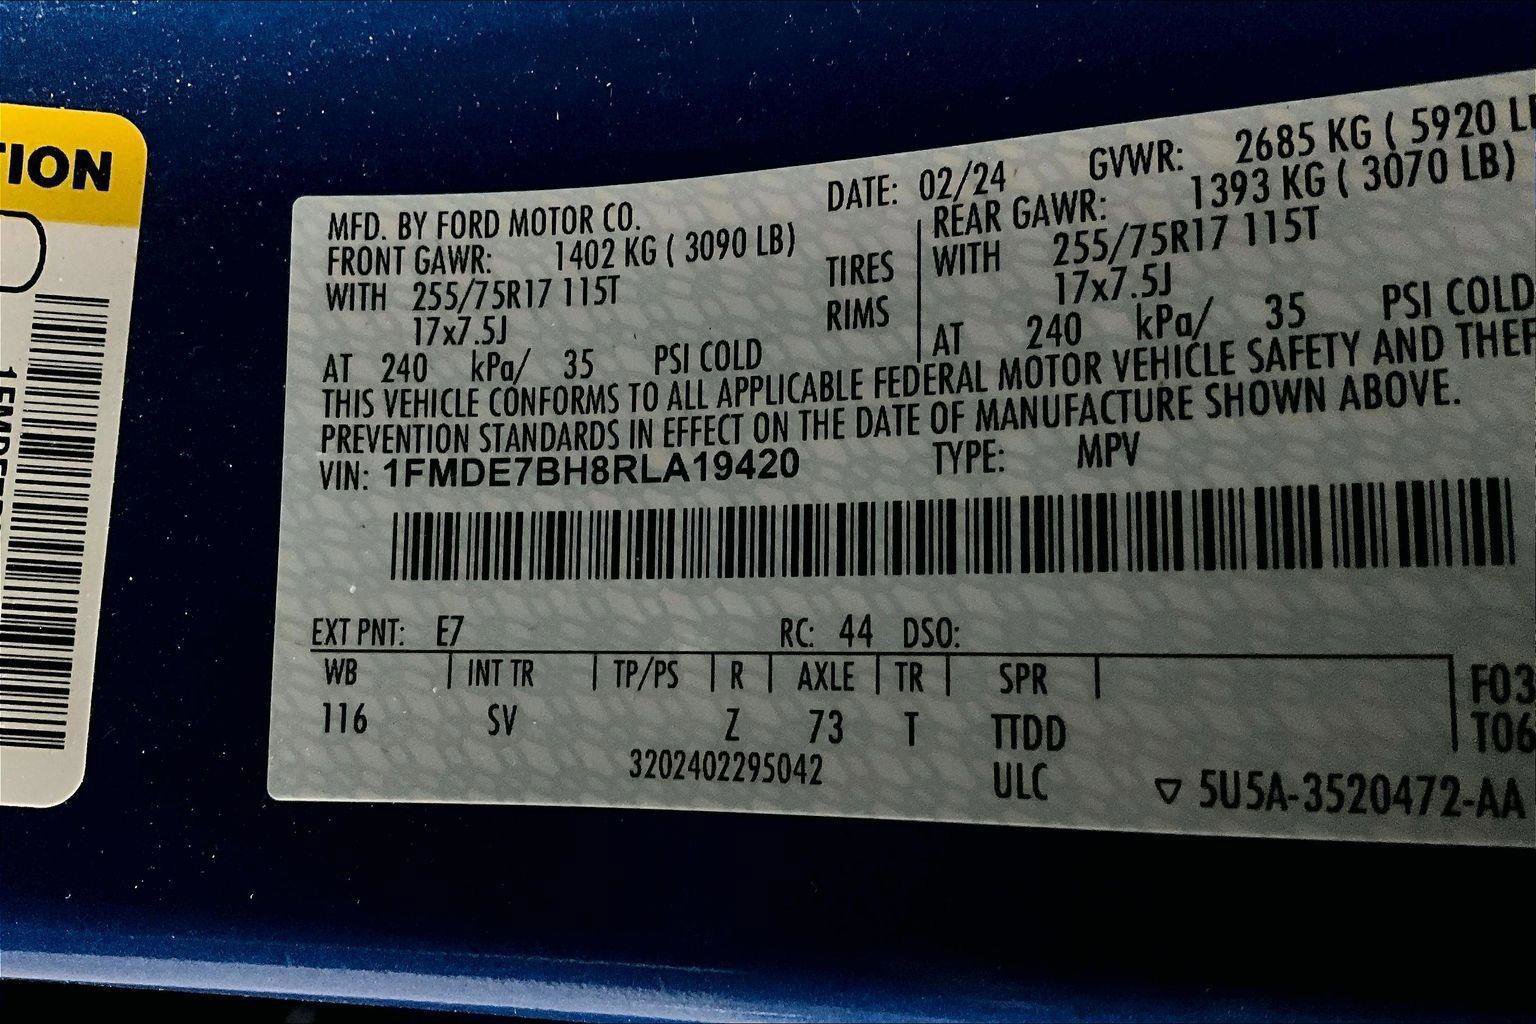 TION
1FMDE7B
MFD. BY FORD MOTOR CO. DATE: 02/24 GVWR: 2685 KG ( 5920 LB
FRONT GAWR: 1402 KG ( 3090 LB) REAR GAWR: 1393 KG ( 3070 LB)
WITH 255/75R17 115T TIRES WITH 255/75R17 115T
17x7.5J RIMS 17x7.5J
AT 240 kPa/ 35 PSI COLD AT 240 kPa/ 35 PSI COLD
THIS VEHICLE CONFORMS TO ALL APPLICABLE FEDERAL MOTOR VEHICLE SAFETY AND THEF
PREVENTION STANDARDS IN EFFECT ON THE DATE OF MANUFACTURE SHOWN ABOVE.
VIN: 1FMDE7BH8RLA19420 TYPE: MPV
EXT PNT: E7 RC: 44 DSO:
WB INT TR TP/PS R AXLE TR SPR F03
116 SV Z 73 T TTDD T06
3202402295042 ULC ▽ 5U5A-3520472-AA